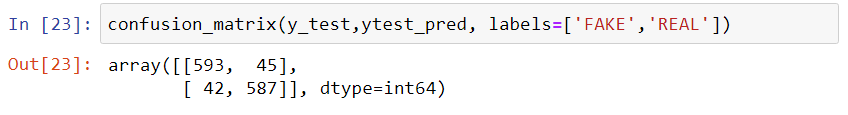 In [23]: confusion_matrix(y_test,ytest_pred, labels=['FAKE','REAL'])
Out[23]: array([[593,  45],
       [ 42, 587]], dtype=int64)